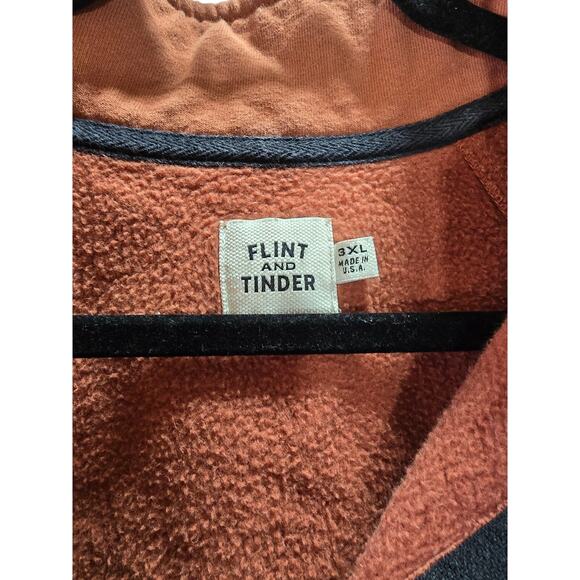 FLINT
AND
TINDER
3XL
MADE IN
U.S.A.